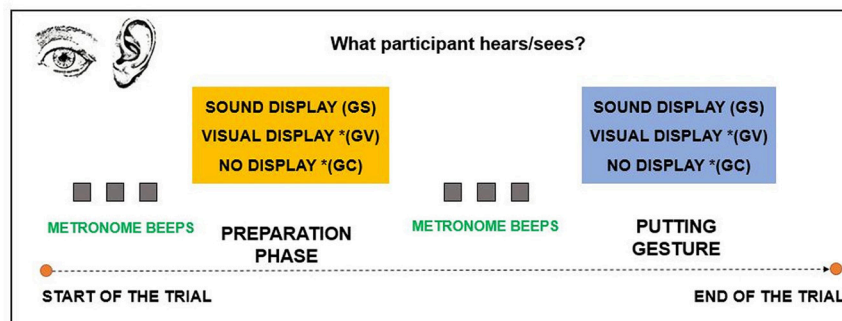 What participant hears/sees?
SOUND DISPLAY (GS)
VISUAL DISPLAY *(GV)
NO DISPLAY *(GC)
SOUND DISPLAY (GS)
VISUAL DISPLAY *(GV)
NO DISPLAY *(GC)
METRONOME BEEPS
PREPARATION
PHASE
METRONOME BEEPS
PUTTING
GESTURE
START OF THE TRIAL
END OF THE TRIAL